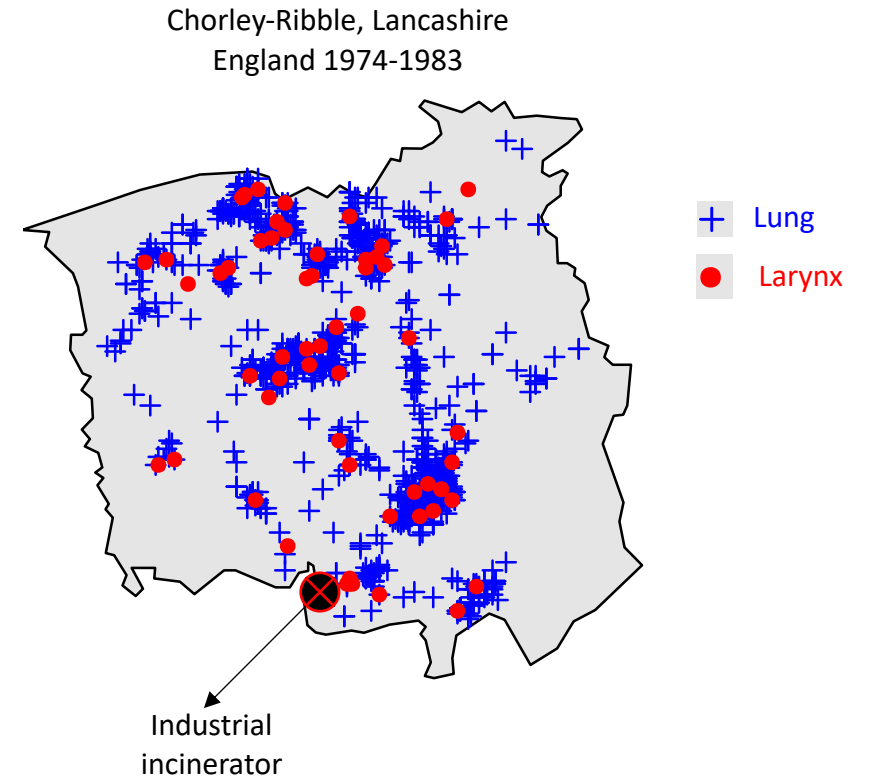 Chorley-Ribble, Lancashire
England 1974-1983
Lung
Larynx
Industrial
incinerator